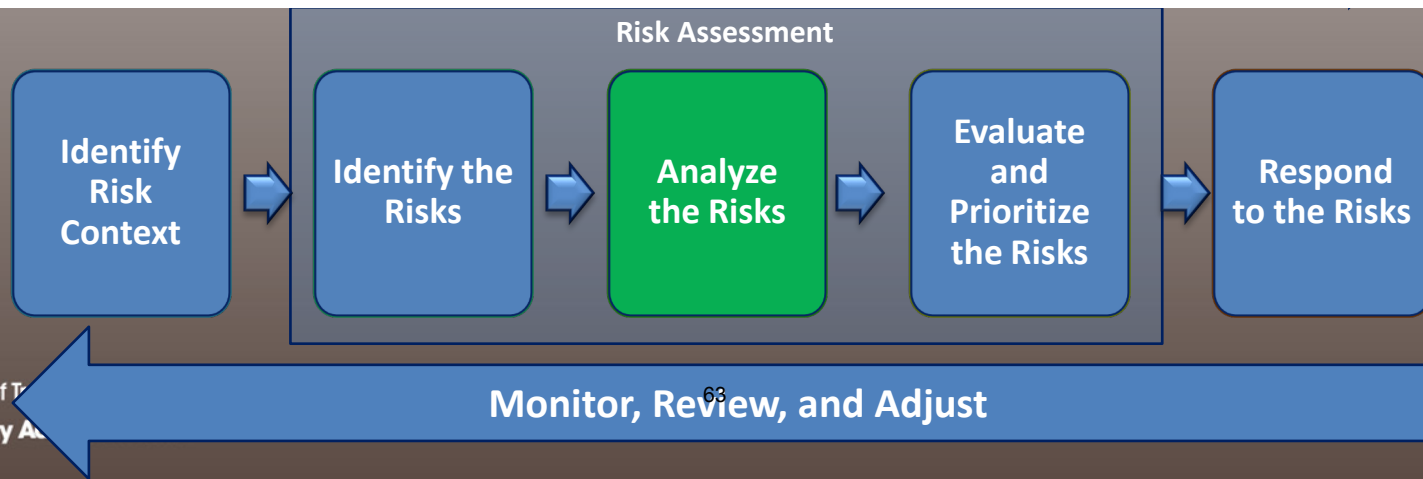 Risk Assessment
Identify
Risk
Context
Identify the
Risks
Analyze
the Risks
Evaluate
and
Prioritize
the Risks
Respond
to the Risks
Monitor, Review, and Adjust
63